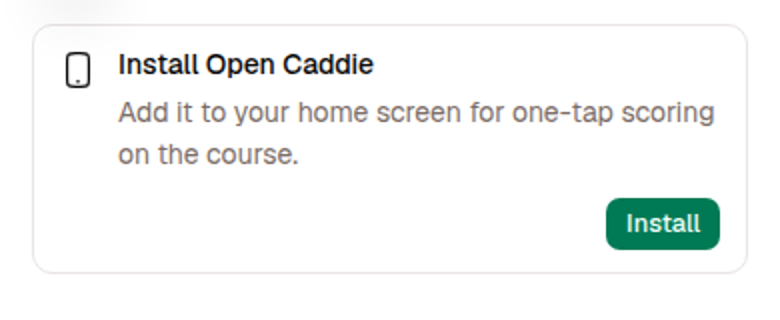 Install Open Caddie
Add it to your home screen for one-tap scoring
on the course.
Install